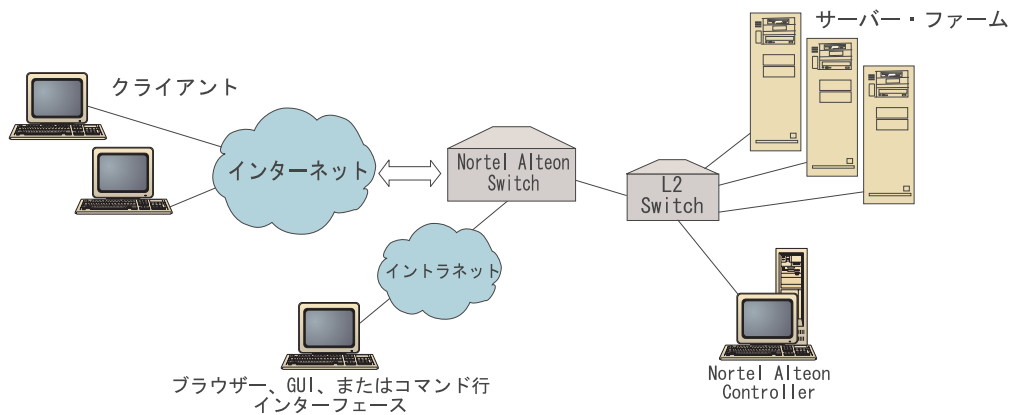 サーバー・ファーム
クライアント
インターネット
Nortel Alteon
Switch
L2
Switch
イントラネット
ブラウザー、GUI、またはコマンド行
インターフェース
Nortel Alteon
Controller